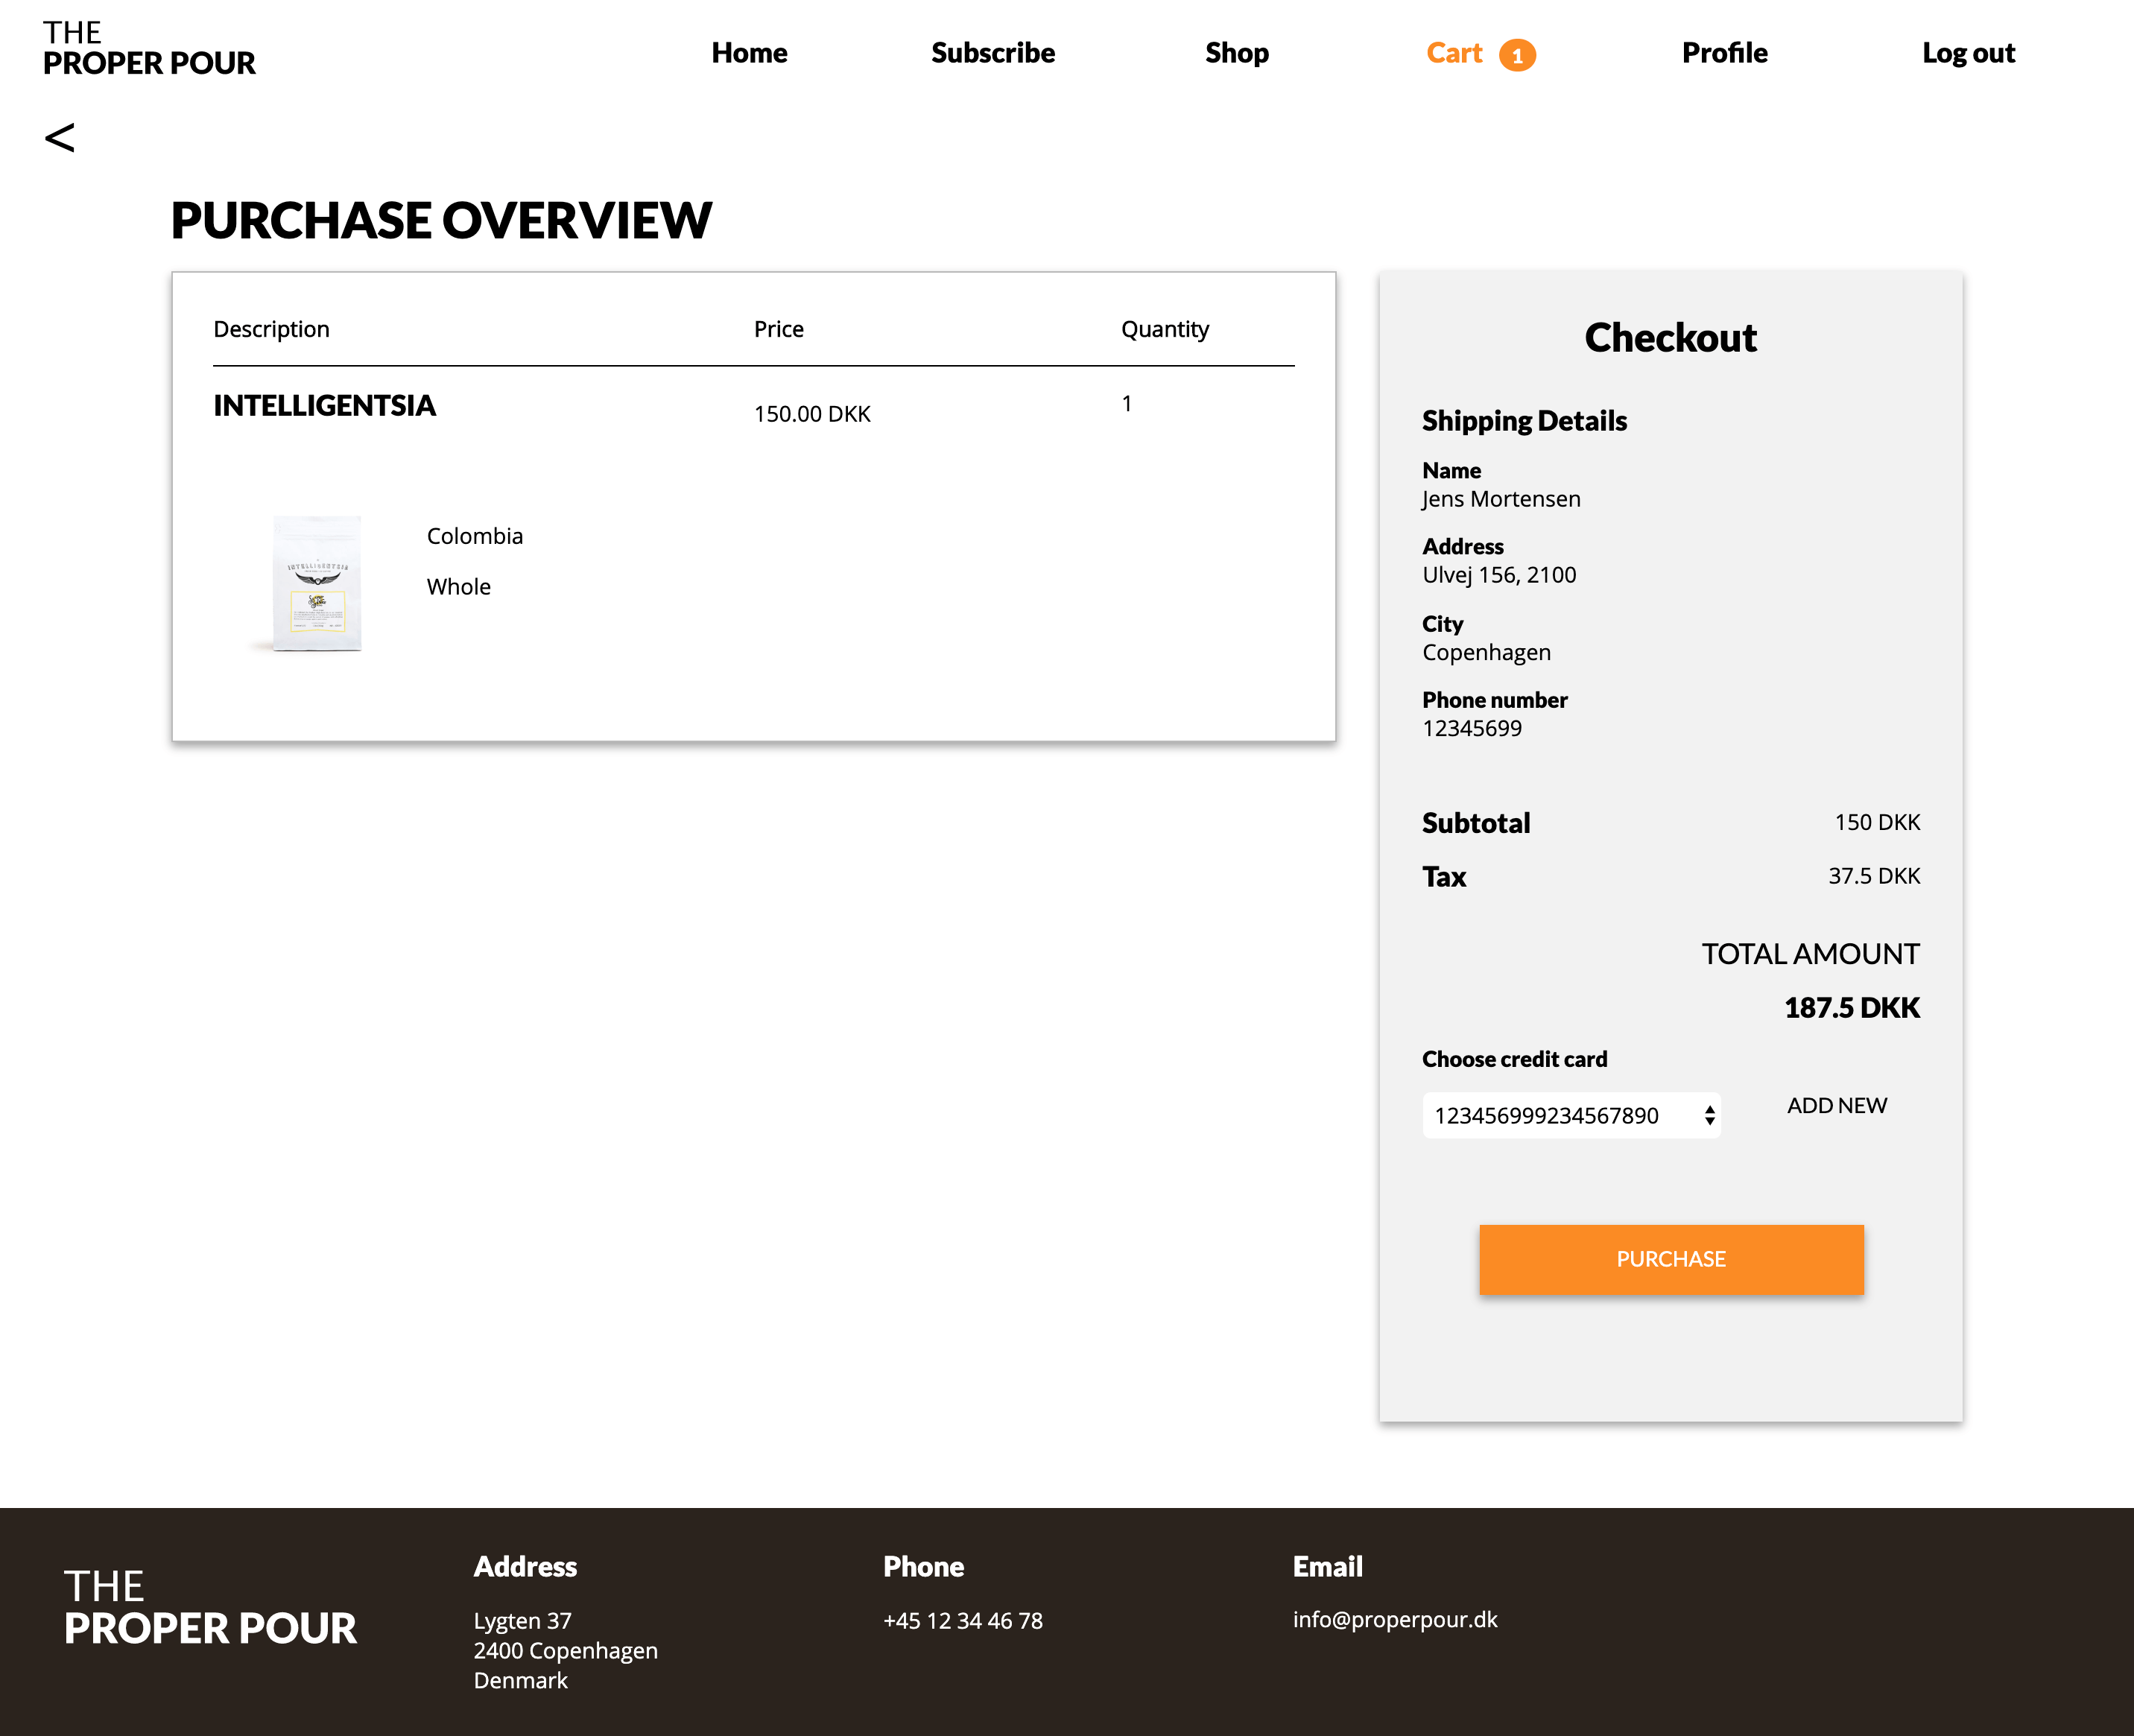 THE
PROPER POUR
Home
Subscribe
Shop
Cart 1
Profile
Log out
<
PURCHASE OVERVIEW
Description
Price
Quantity
INTELLIGENTSIA
150.00 DKK
1
INTELLIGENTSIA
Colombia
Whole
Checkout
Shipping Details
Name
Jens Mortensen
Address
Ulvej 156, 2100
City
Copenhagen
Phone number
12345699
Subtotal
150 DKK
Tax
37.5 DKK
TOTAL AMOUNT
187.5 DKK
Choose credit card
123456999234567890
ADD NEW
PURCHASE
THE
PROPER POUR
Address
Lygten 37
2400 Copenhagen
Denmark
Phone
+45 12 34 46 78
Email
info@properpour.dk